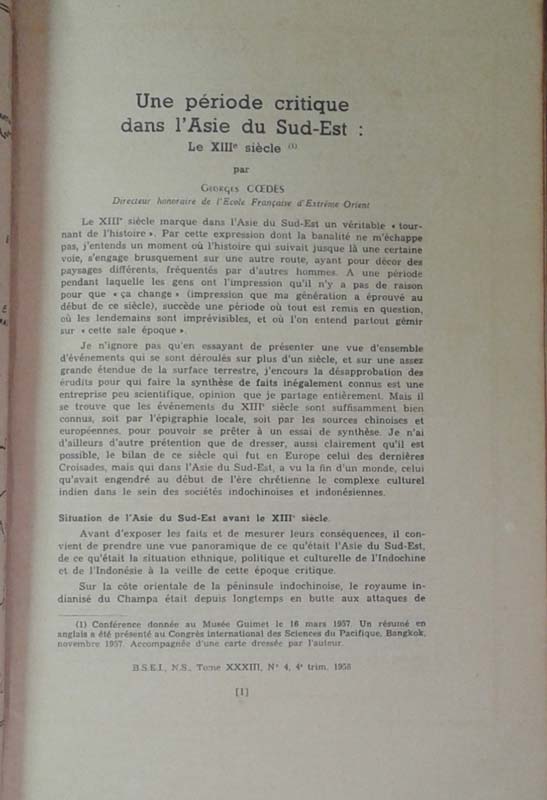 Une période critique
dans l'Asie du Sud-Est :
Le XIIIe siècle (1)
par
Georges CŒDÈS
Directeur honoraire de l'Ecole Française d'Extrême Orient
Le XIIIe siècle marque dans l'Asie du Sud-Est un véritable « tour-
nant de l'histoire ». Par cette expression dont la banalité ne m'échappe
pas, j'entends un moment où l'histoire qui suivait jusque là une certaine
voie, s'engage brusquement sur une autre route, ayant pour décor des
paysages différents, fréquentés par d'autres hommes. A une période
pendant laquelle les gens ont l'impression qu'il n'y a pas de raison
pour que « ça change » (impression que ma génération a éprouvé au
début de ce siècle), succède une période où tout est remis en question,
où les lendemains sont imprévisibles, et où l'on entend partout gémir
sur « cette sale époque ».
Je n'ignore pas qu'en essayant de présenter une vue d'ensemble
d'événements qui se sont déroulés sur plus d'un siècle, et sur une assez
grande étendue de la surface terrestre, j'encours la désapprobation des
érudits pour qui faire la synthèse de faits inégalement connus est une
entreprise peu scientifique, opinion que je partage entièrement. Mais il
se trouve que les événements du XIIIe siècle sont suffisamment bien
connus, soit par l'épigraphie locale, soit par les sources chinoises et
européennes, pour pouvoir se prêter à un essai de synthèse. Je n'ai
d'ailleurs d'autre prétention que de dresser, aussi clairement qu'il est
possible, le bilan de ce siècle qui fut en Europe celui des dernières
Croisades, mais qui dans l'Asie du Sud-Est, a vu la fin d'un monde, celui
qu'avait engendré au début de l'ère chrétienne le complexe culturel
indien dans le sein des sociétés indochinoises et indonésiennes.
Situation de l'Asie du Sud-Est avant le XIIIe siècle.
Avant d'exposer les faits et de mesurer leurs conséquences, il con-
vient de prendre une vue panoramique de ce qu'était l'Asie du Sud-Est,
de ce qu'était la situation ethnique, politique et culturelle de l'Indochine
et de l'Indonésie à la veille de cette époque critique.
Sur la côte orientale de la péninsule indochinoise, le royaume in-
dianisé du Champa était depuis longtemps en butte aux attaques de
(1) Conférence donnée au Musée Guimet le 16 mars 1957. Un résumé en
anglais a été présenté au Congrès international des Sciences du Pacifique, Bangkok,
novembre 1957. Accompagnée d'une carte dressée par l'auteur.
B.S.E.I., N.S., Tome XXXIII, N° 4, 4e trim. 1958
[1]